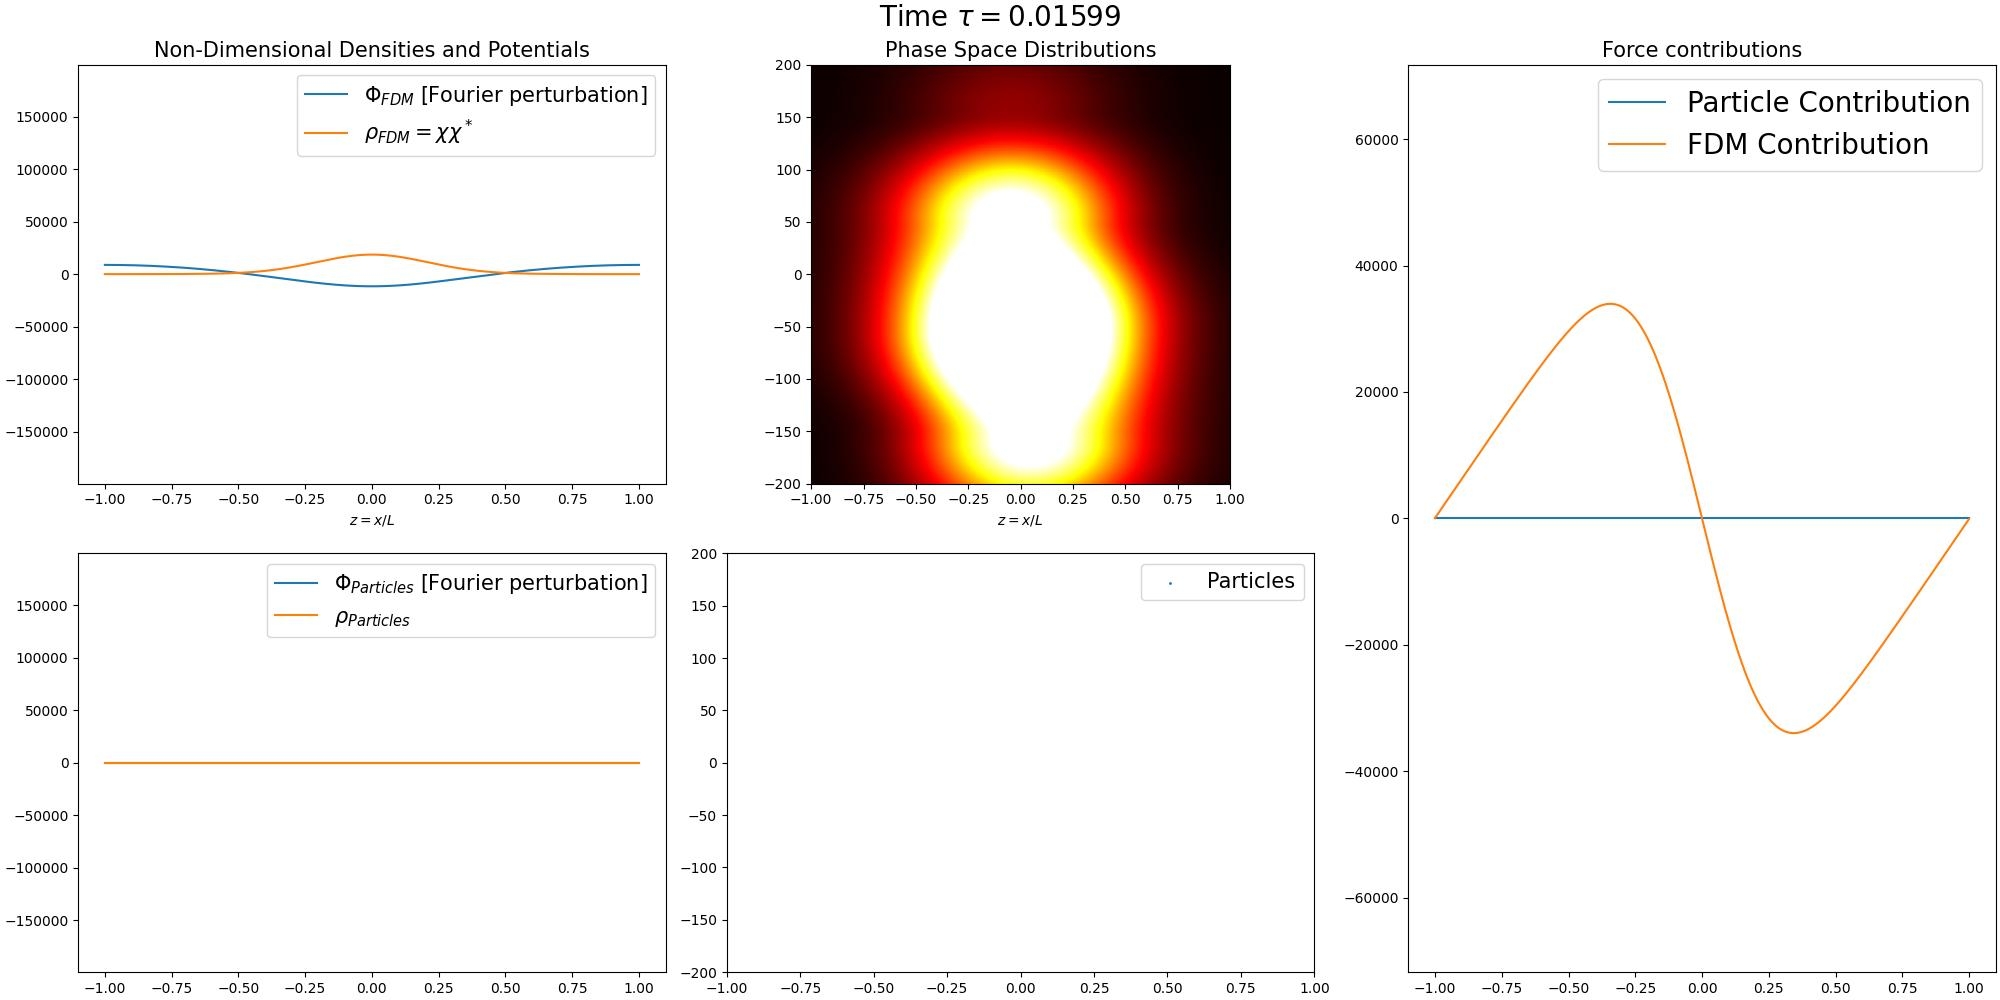 Time τ = 0.01599
Non-Dimensional Densities and Potentials
Φ_FDM [Fourier perturbation]
ρ_FDM = χχ*
150000
100000
50000
0
−50000
−100000
−150000
−1.00 −0.75 −0.50 −0.25 0.00 0.25 0.50 0.75 1.00
z = x/L
Phase Space Distributions
200
150
100
50
0
−50
−100
−150
−200
−1.00 −0.75 −0.50 −0.25 0.00 0.25 0.50 0.75 1.00
z = x/L
Force contributions
Particle Contribution
FDM Contribution
60000
40000
20000
0
−20000
−40000
−60000
−1.00 −0.75 −0.50 −0.25 0.00 0.25 0.50 0.75 1.00
Φ_Particles [Fourier perturbation]
ρ_Particles
150000
100000
50000
0
−50000
−100000
−150000
−1.00 −0.75 −0.50 −0.25 0.00 0.25 0.50 0.75 1.00
Particles
200
150
100
50
0
−50
−100
−150
−200
−1.00 −0.75 −0.50 −0.25 0.00 0.25 0.50 0.75 1.00